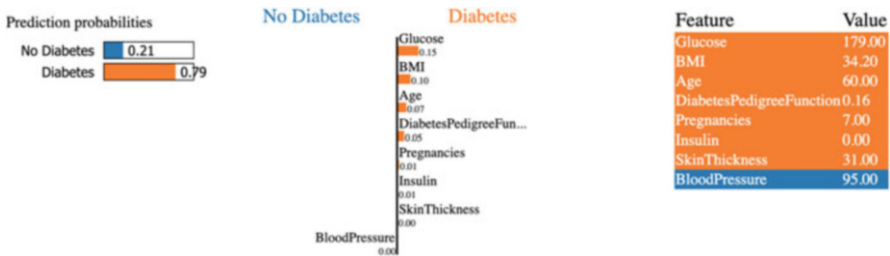 Prediction probabilities
No Diabetes 0.21
Diabetes 0.79
No Diabetes Diabetes
Glucose
0.15
BMI
0.10
Age
0.07
DiabetesPedigreeFun...
0.05
Pregnancies
0.01
Insulin
0.01
SkinThickness
0.00
BloodPressure
0.00
Feature Value
Glucose 179.00
BMI 34.20
Age 60.00
DiabetesPedigreeFunction 0.16
Pregnancies 7.00
Insulin 0.00
SkinThickness 31.00
BloodPressure 95.00